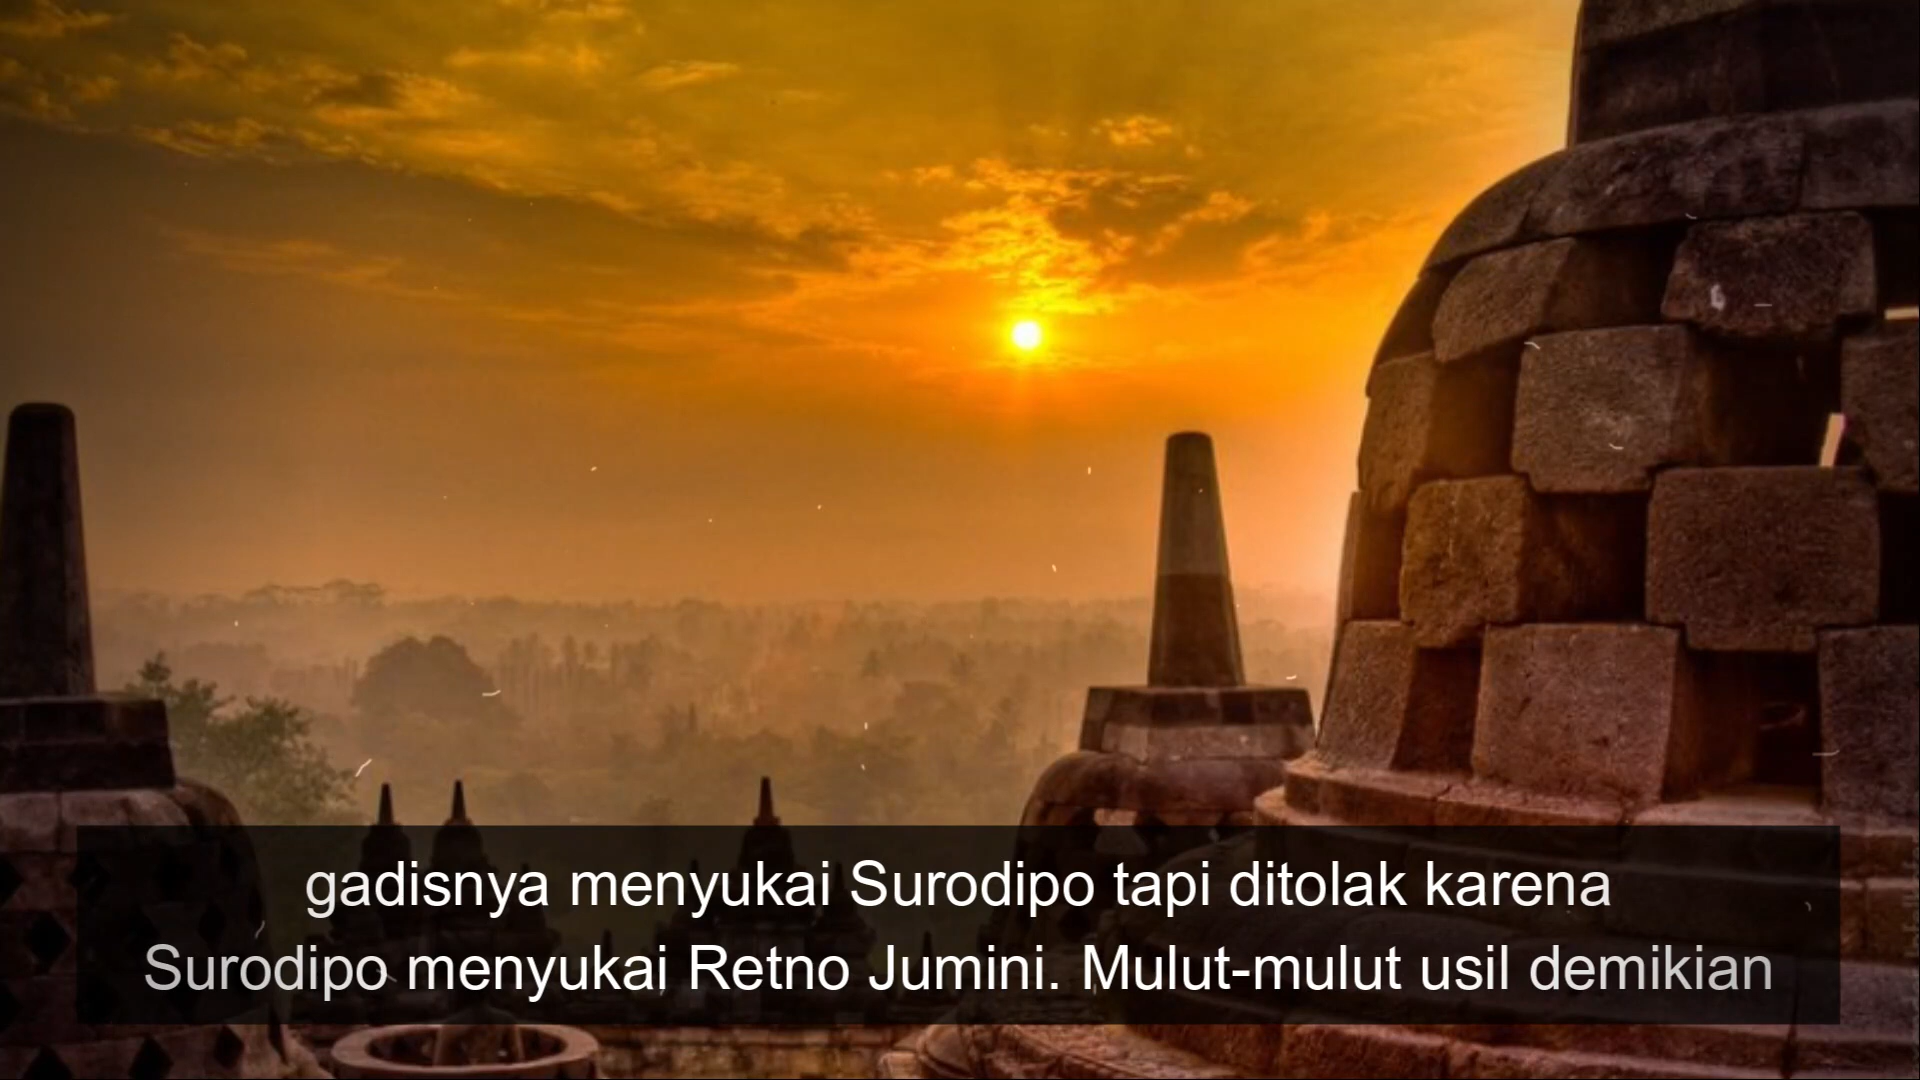 gadisnya menyukai Surodipo tapi ditolak karena
Surodipo menyukai Retno Jumini. Mulut-mulut usil demikian